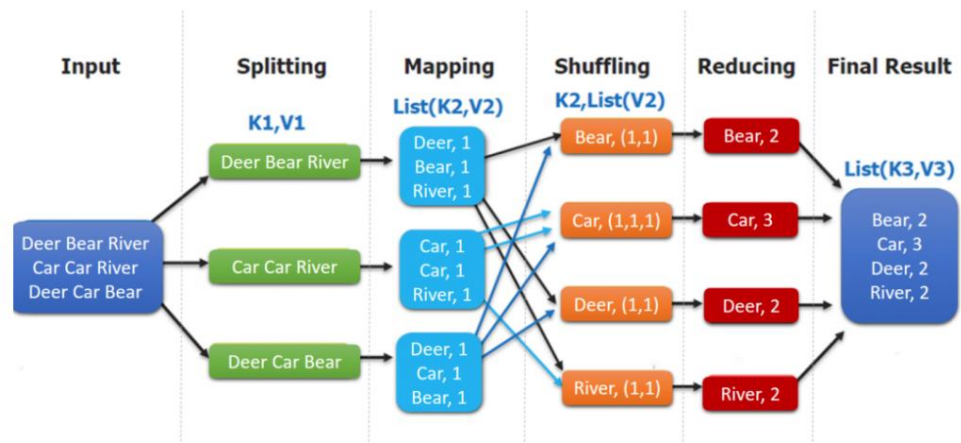 Input
Splitting
Mapping
Shuffling
Reducing
Final Result
K1,V1
List(K2,V2)
K2,List(V2)
List(K3,V3)
Deer Bear River
Car Car River
Deer Car Bear
Deer Bear River
Car Car River
Deer Car Bear
Deer, 1
Bear, 1
River, 1
Car, 1
Car, 1
River, 1
Deer, 1
Car, 1
Bear, 1
Bear, (1,1)
Car, (1,1,1)
Deer, (1,1)
River, (1,1)
Bear, 2
Car, 3
Deer, 2
River, 2
Bear, 2
Car, 3
Deer, 2
River, 2